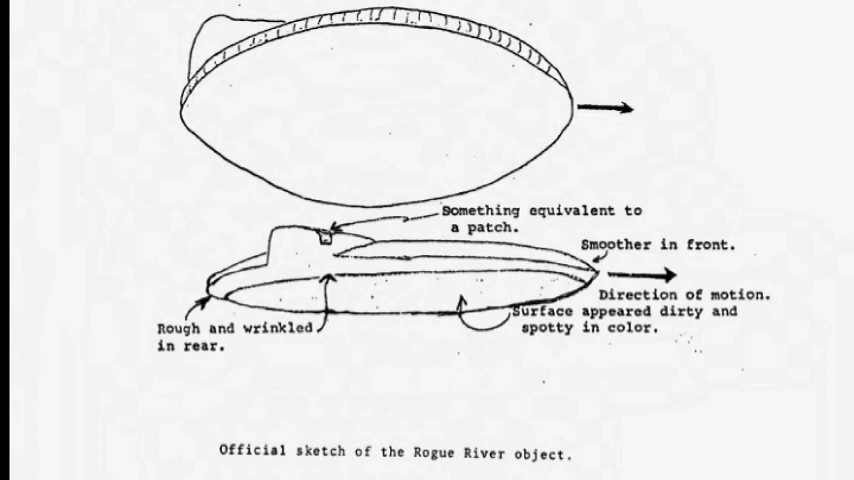 Something equivalent to
a patch.
Smoother in front.
Direction of motion.
Surface appeared dirty and
spotty in color.
Rough and wrinkled
in rear.
Official sketch of the Rogue River object.